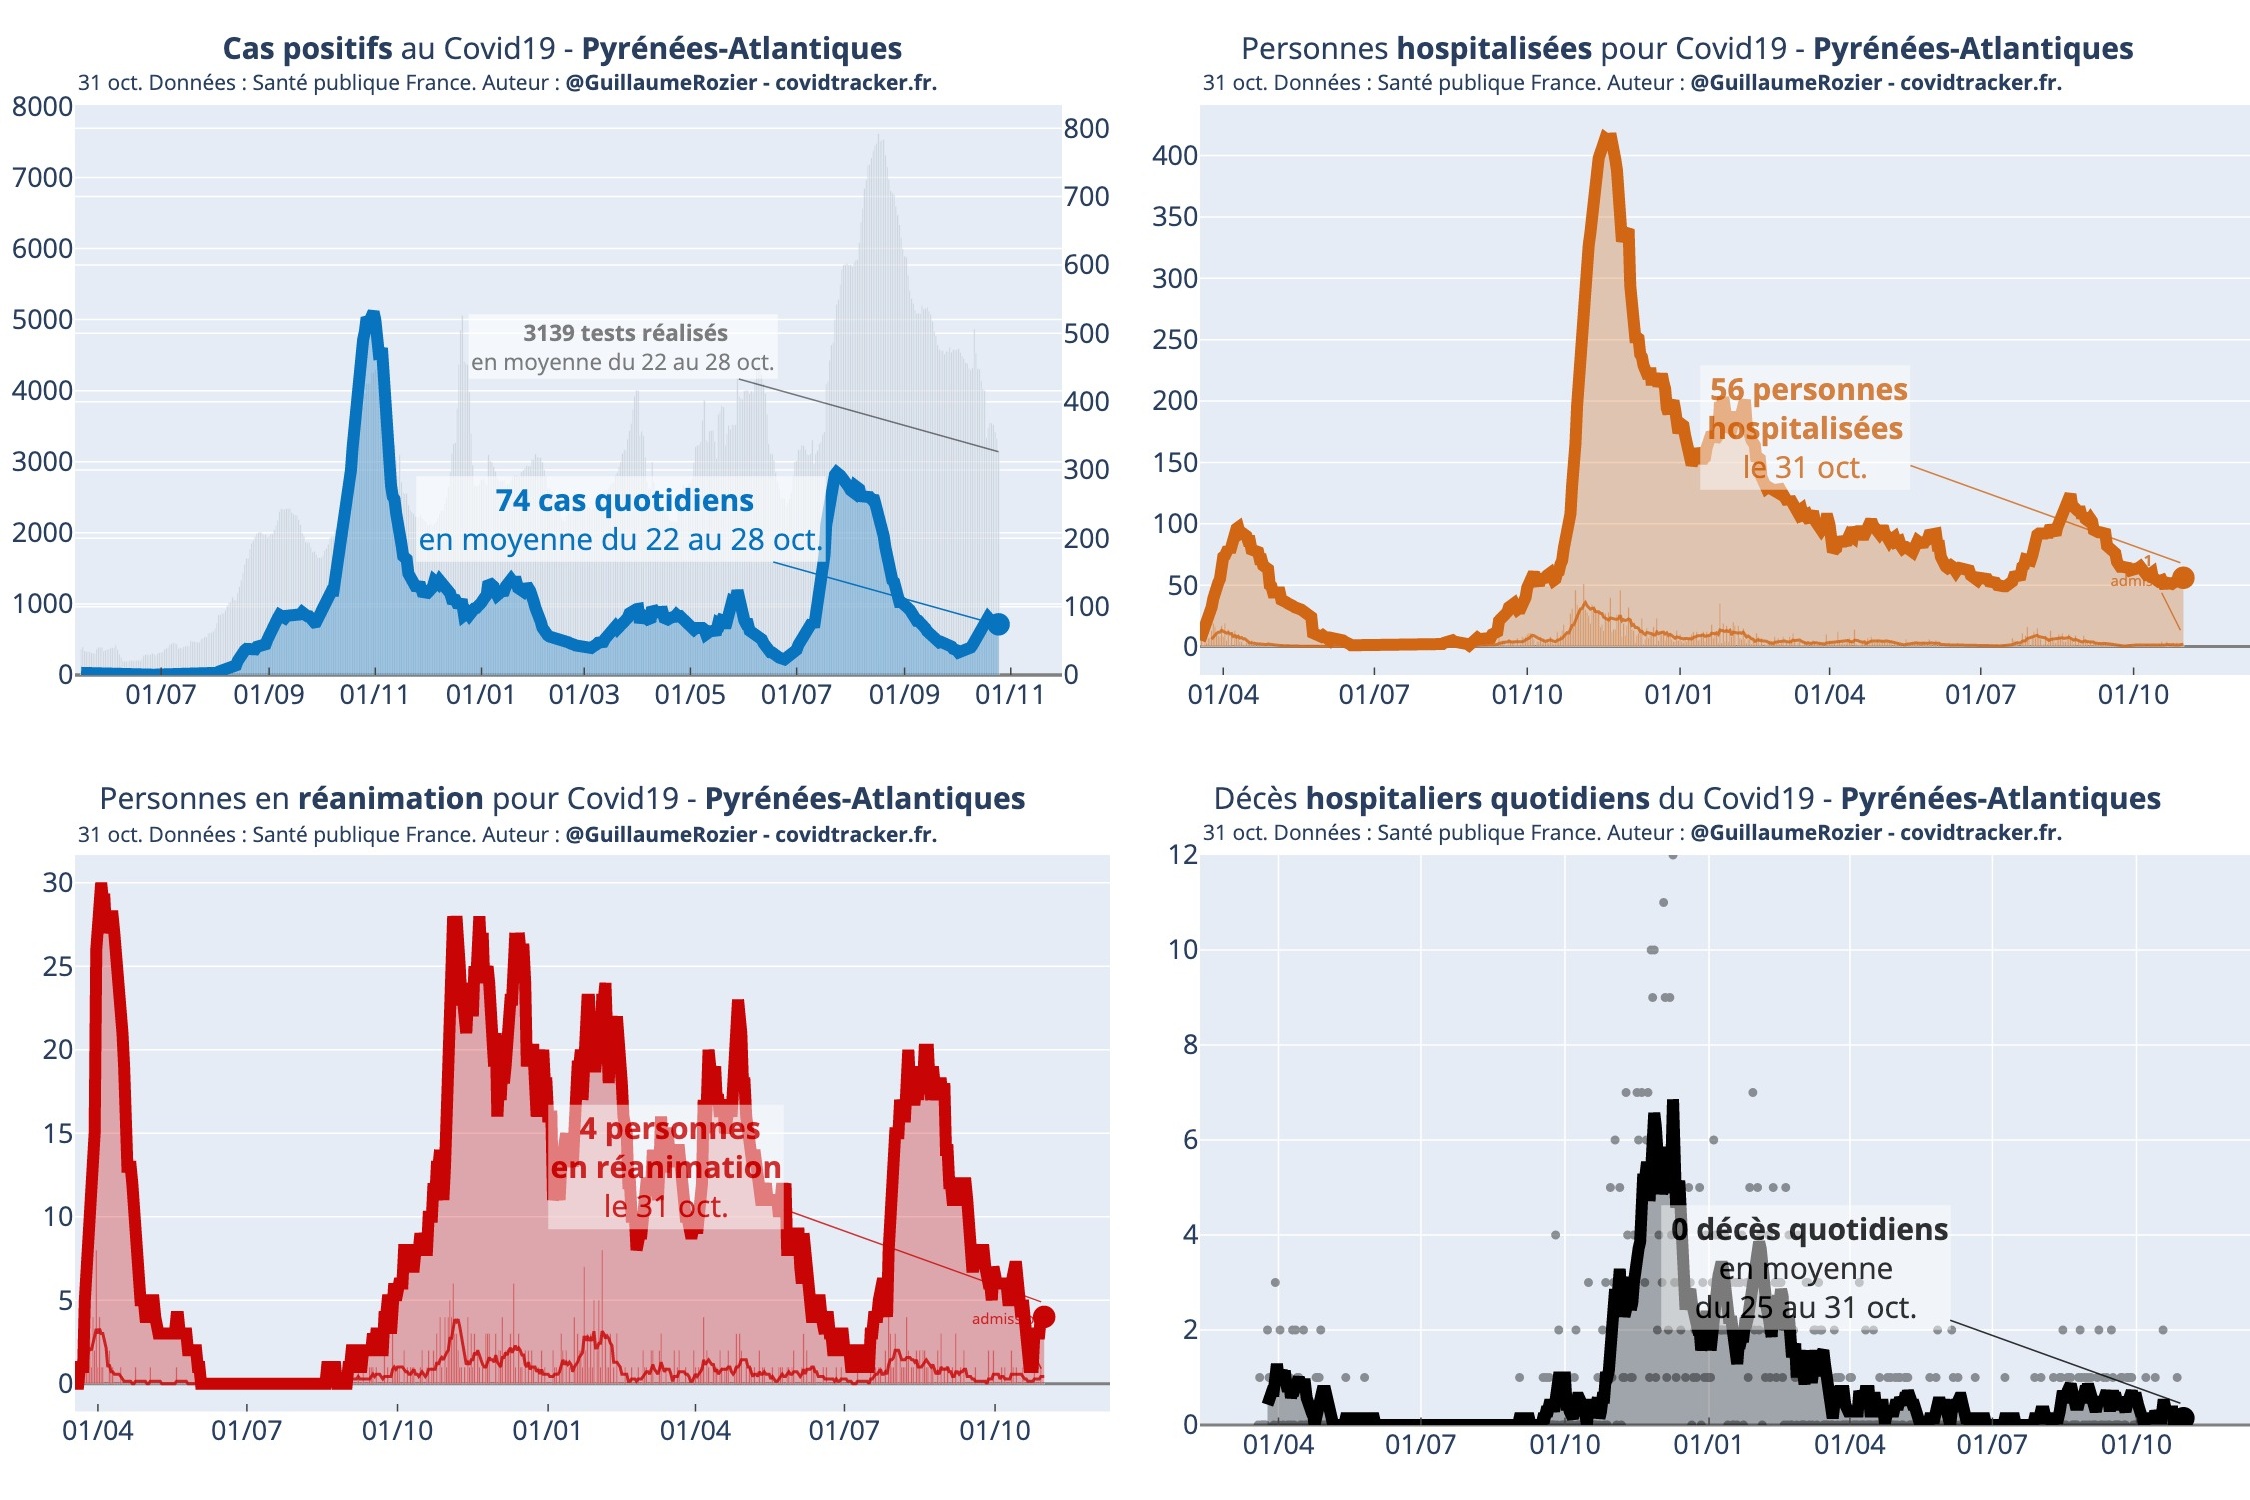 Cas positifs au Covid19 - Pyrénées-Atlantiques
31 oct. Données : Santé publique France. Auteur : @GuillaumeRozier - covidtracker.fr.
8000
7000
6000
5000
4000
3000
2000
1000
0
800
700
600
500
400
300
200
100
0
3139 tests réalisés
en moyenne du 22 au 28 oct.
74 cas quotidiens
en moyenne du 22 au 28 oct.
01/07 01/09 01/11 01/01 01/03 01/05 01/07 01/09 01/11
Personnes hospitalisées pour Covid19 - Pyrénées-Atlantiques
31 oct. Données : Santé publique France. Auteur : @GuillaumeRozier - covidtracker.fr.
400
350
300
250
200
150
100
50
0
56 personnes
hospitalisées
le 31 oct.
1
01/04 01/07 01/10 01/01 01/04 01/07 01/10
Personnes en réanimation pour Covid19 - Pyrénées-Atlantiques
31 oct. Données : Santé publique France. Auteur : @GuillaumeRozier - covidtracker.fr.
30
25
20
15
10
5
0
4 personnes
en réanimation
le 31 oct.
01/04 01/07 01/10 01/01 01/04 01/07 01/10
Décès hospitaliers quotidiens du Covid19 - Pyrénées-Atlantiques
31 oct. Données : Santé publique France. Auteur : @GuillaumeRozier - covidtracker.fr.
12
10
8
6
4
2
0
0 décès quotidiens
en moyenne
du 25 au 31 oct.
01/04 01/07 01/10 01/01 01/04 01/07 01/10